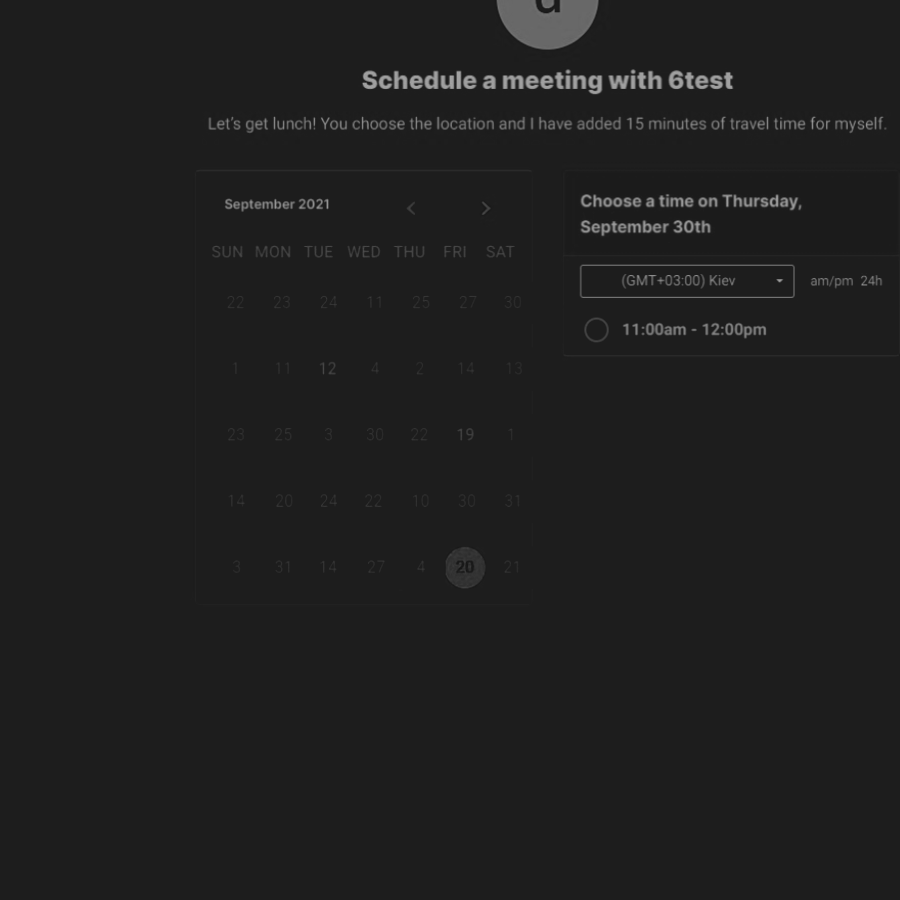 Schedule a meeting with 6test
Let's get lunch! You choose the location and I have added 15 minutes of travel time for myself.
September 2021
SUN MON TUE WED THU FRI SAT
22 23 24 11 25 27 30
1 11 12 4 2 14 13
23 25 3 30 22 19 1
14 20 24 22 10 30 31
3 31 14 27 4 20 21
Choose a time on Thursday,
September 30th
(GMT+03:00) Kiev
am/pm 24h
11:00am - 12:00pm